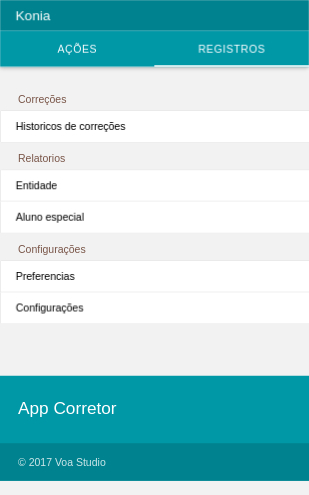 Konia
AÇÕES
REGISTROS
Correções
Historicos de correções
Relatorios
Entidade
Aluno especial
Configurações
Preferencias
Configurações
App Corretor
© 2017 Voa Studio